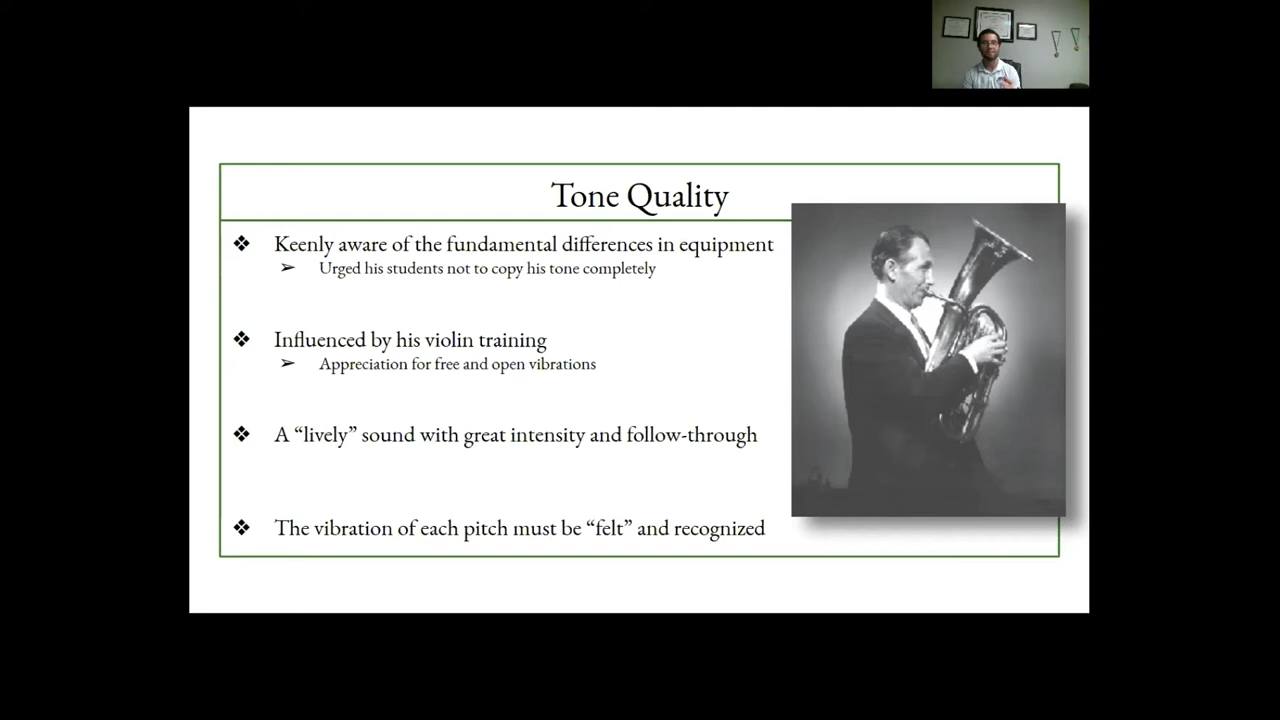 Tone Quality
❖ Keenly aware of the fundamental differences in equipment
➢ Urged his students not to copy his tone completely
❖ Influenced by his violin training
➢ Appreciation for free and open vibrations
❖ A “lively” sound with great intensity and follow-through
❖ The vibration of each pitch must be “felt” and recognized